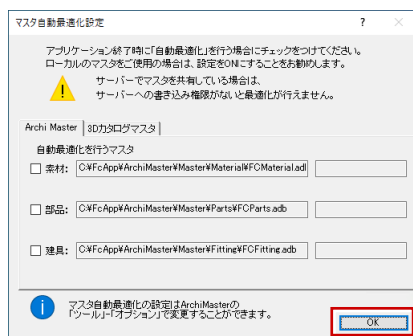 マスタ自動最適化設定
? ×
アプリケーション終了時に「自動最適化」を行う場合にチェックをつけてください。
ローカルのマスタをご使用の場合は、設定をONにすることをお勧めします。
サーバーでマスタを共有している場合は、
サーバーへの書き込み権限がないと最適化が行えません。
Archi Master 3Dカタログマスタ
自動最適化を行うマスタ
素材: C:¥FcApp¥ArchiMaster¥Master¥Material¥FCMaterial.adl
部品: C:¥FcApp¥ArchiMaster¥Master¥Parts¥FCParts.adb
建具: C:¥FcApp¥ArchiMaster¥Master¥Fitting¥FCFitting.adb
マスタ自動最適化の設定はArchiMasterの
「ツール」-「オプション」で変更することができます。
OK